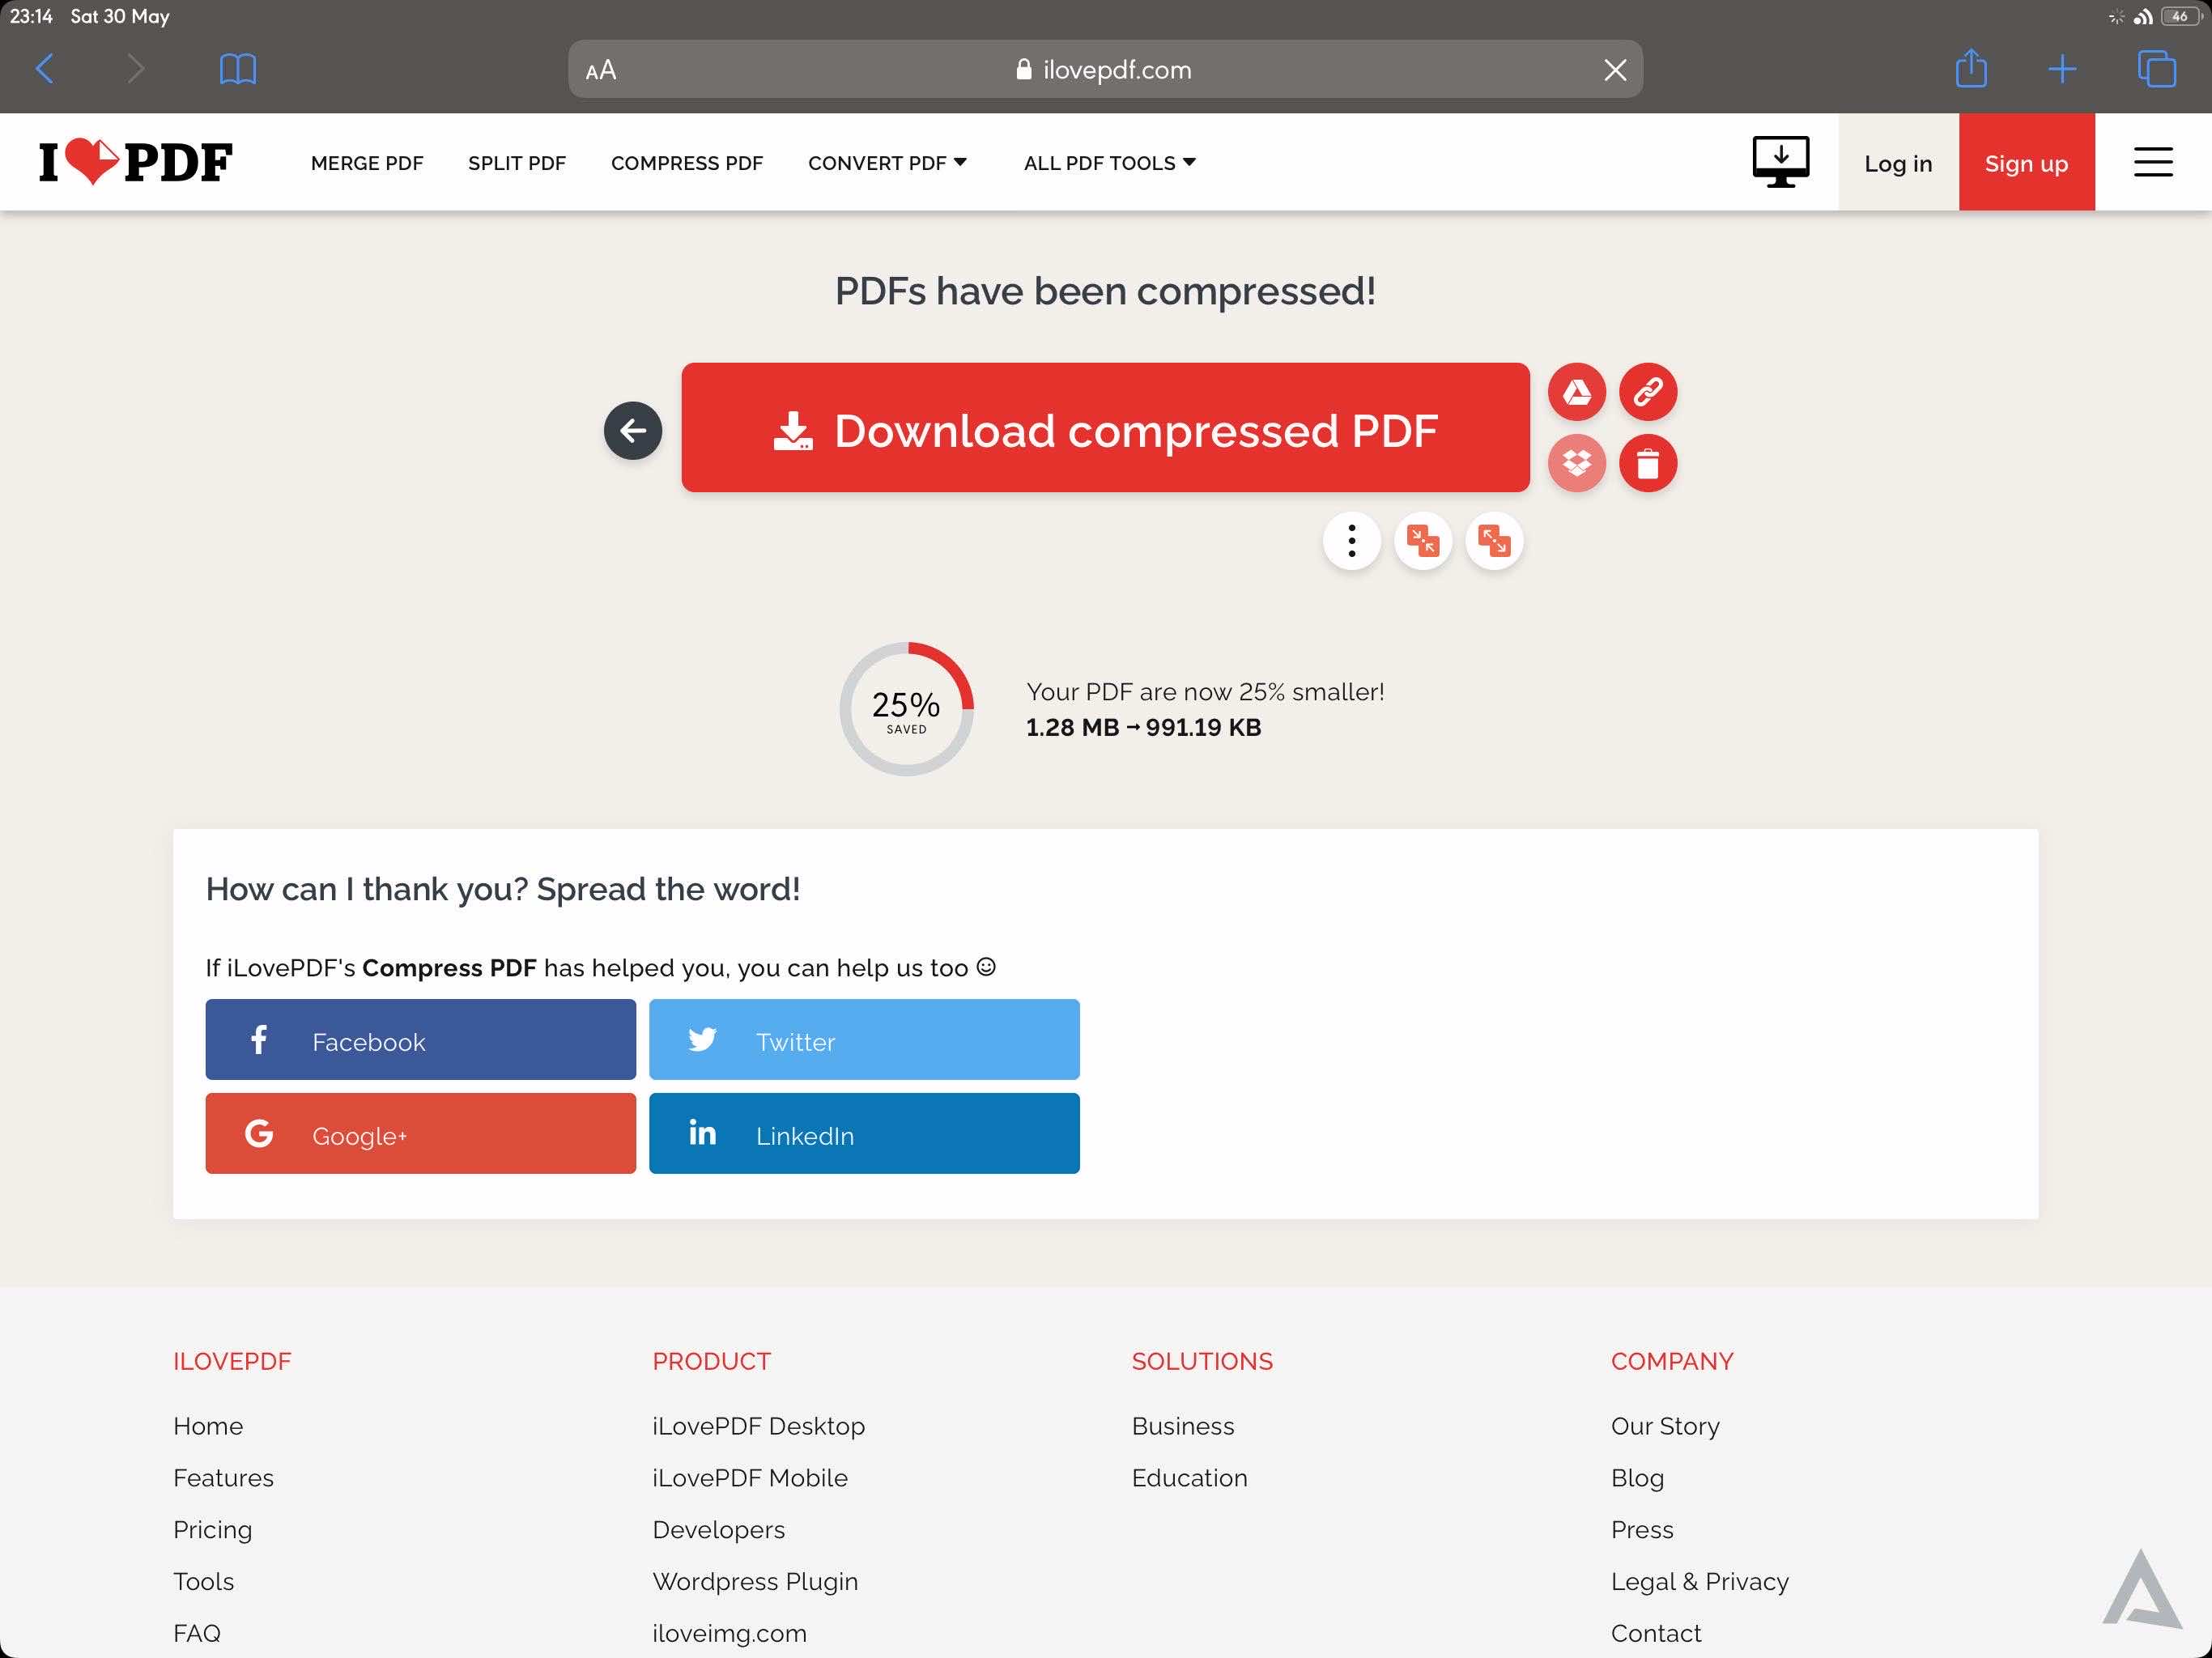 23:14 Sat 30 May
46
AA ilovepdf.com
I PDF MERGE PDF SPLIT PDF COMPRESS PDF CONVERT PDF ALL PDF TOOLS Log in Sign up
PDFs have been compressed!
Download compressed PDF
25%
SAVED
Your PDF are now 25% smaller!
1.28 MB → 991.19 KB
How can I thank you? Spread the word!
If iLovePDF's Compress PDF has helped you, you can help us too ☺
Facebook
Twitter
Google+
LinkedIn
ILOVEPDF
Home
Features
Pricing
Tools
FAQ
PRODUCT
iLovePDF Desktop
iLovePDF Mobile
Developers
Wordpress Plugin
iloveimg.com
SOLUTIONS
Business
Education
COMPANY
Our Story
Blog
Press
Legal & Privacy
Contact